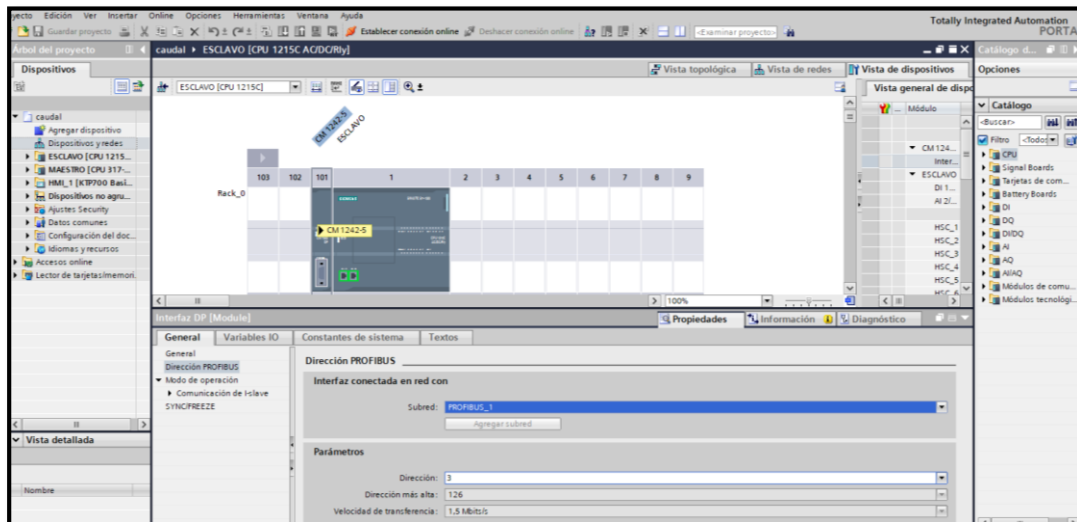 yecto Edición Ver Insertar Online Opciones Herramientas Ventana Ayuda
Totally Integrated Automation
PORTA
Guardar proyecto
Establecer conexión online
Deshacer conexión online
<Examinar proyecto>
Árbol del proyecto
caudal ▸ ESCLAVO [CPU 1215C AC/DC/Rly]
Catálogo d...
Dispositivos
Vista topológica
Vista de redes
Vista de dispositivos
Opciones
ESCLAVO [CPU 1215C]
Vista general de dispo
Módulo
Catálogo
<Buscar>
Filtro
<Todos>
caudal
Agregar dispositivo
Dispositivos y redes
ESCLAVO [CPU 1215...
MAESTRO [CPU 317-...
HMI_1 [KTP700 Basi...
Dispositivos no agru...
Ajustes Security
Datos comunes
Configuración del doc...
Idiomas y recursos
Accesos online
Lector de tarjetas/memori.
CM 1242-5
ESCLAVO
103 102 101 1 2 3 4 5 6 7 8 9
Rack_0
SIEMENS
CM 1242-5
100%
CM 124...
Inter...
ESCLAVO
DI 1...
AI 2/...
HSC_1
HSC_2
HSC_3
HSC_4
HSC_5
HSC_6
CPU
Signal Boards
Tarjetas de com...
Battery Boards
DI
DQ
DI/DQ
AI
AQ
AI/AQ
Módulos de comu...
Módulos tecnológi...
Interfaz DP [Module]
Propiedades
Información
Diagnóstico
General
Variables IO
Constantes de sistema
Textos
General
Dirección PROFIBUS
Modo de operación
Comunicación de I-slave
SYNC/FREEZE
Dirección PROFIBUS
Interfaz conectada en red con
Subred: PROFIBUS_1
Agregar subred
Parámetros
Dirección: 3
Dirección más alta: 126
Velocidad de transferencia: 1,5 Mbits/s
Vista detallada
Nombre